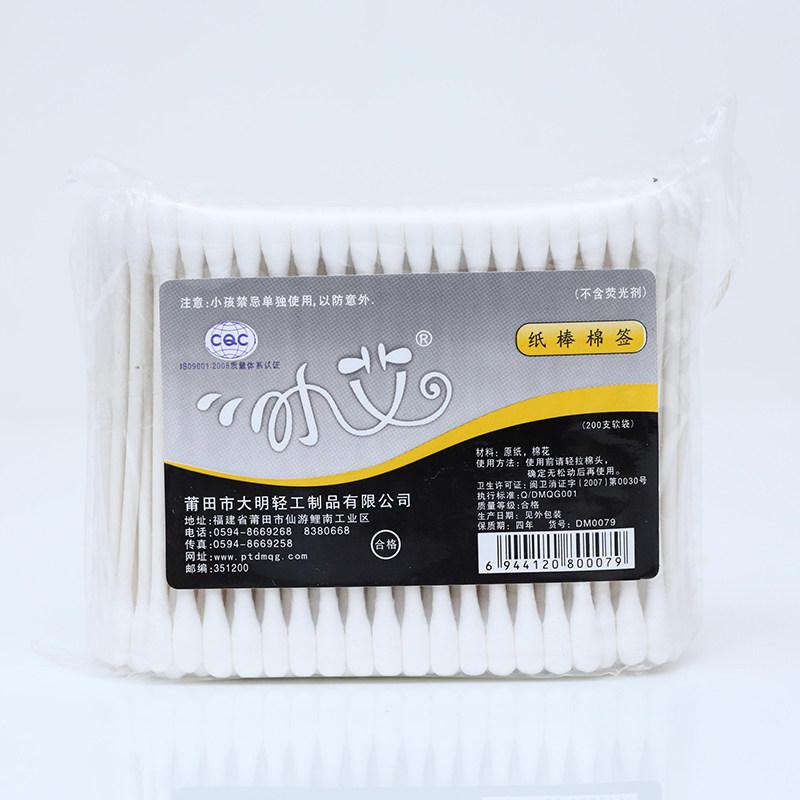 注意:小孩禁忌单独使用,以防意外.
(不含荧光剂)
CQC
ISO9001:2008质量体系认证
®
纸棒棉签
(200支软袋)
材料：原纸，棉花
使用方法：使用前请轻拉棉头，
确定无松动后再使用。
卫生许可证：闽卫消证字(2007)第0030号
执行标准:Q/DMQG001
质量等级:合格
生产日期：见外包装
保质期：四年 货号：DM0079
莆田市大明轻工制品有限公司
地址:福建省莆田市仙游鲤南工业区
电话:0594-8669268 8380668
传真:0594-8669258
网址:www.ptdmqg.com
邮编:351200
合格
6 944120 800079